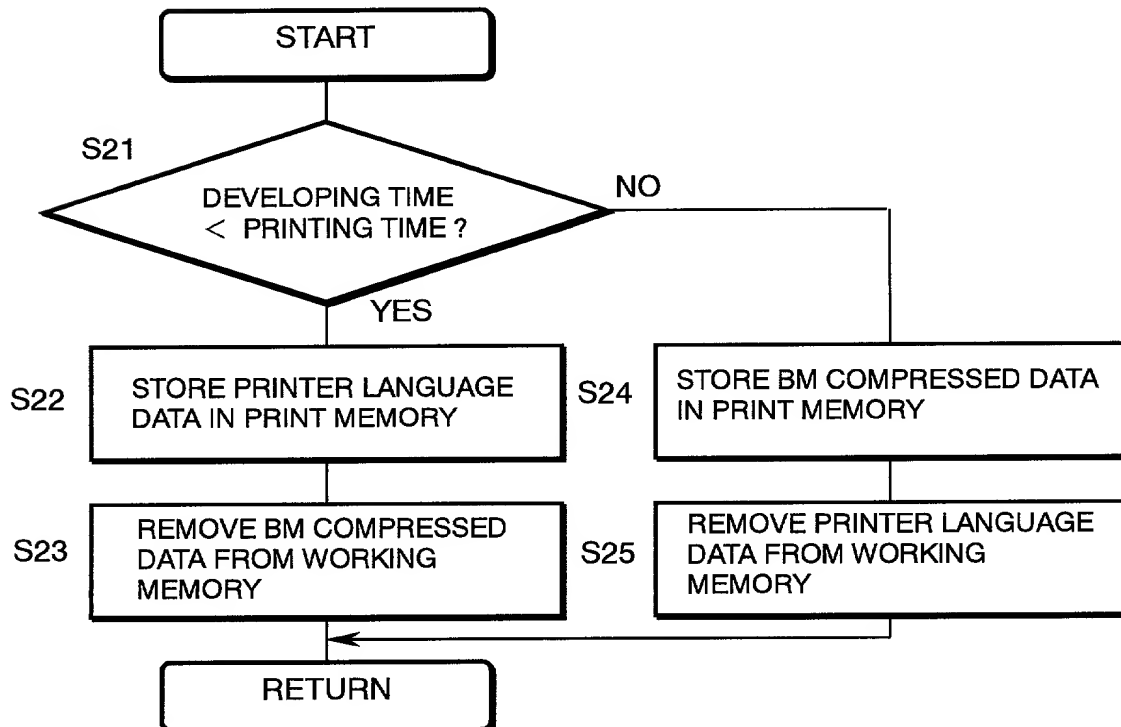 START
S21
DEVELOPING TIME
< PRINTING TIME ?
NO
YES
S22
STORE PRINTER LANGUAGE
DATA IN PRINT MEMORY
S24
STORE BM COMPRESSED DATA
IN PRINT MEMORY
S23
REMOVE BM COMPRESSED
DATA FROM WORKING
MEMORY
S25
REMOVE PRINTER LANGUAGE
DATA FROM WORKING
MEMORY
RETURN